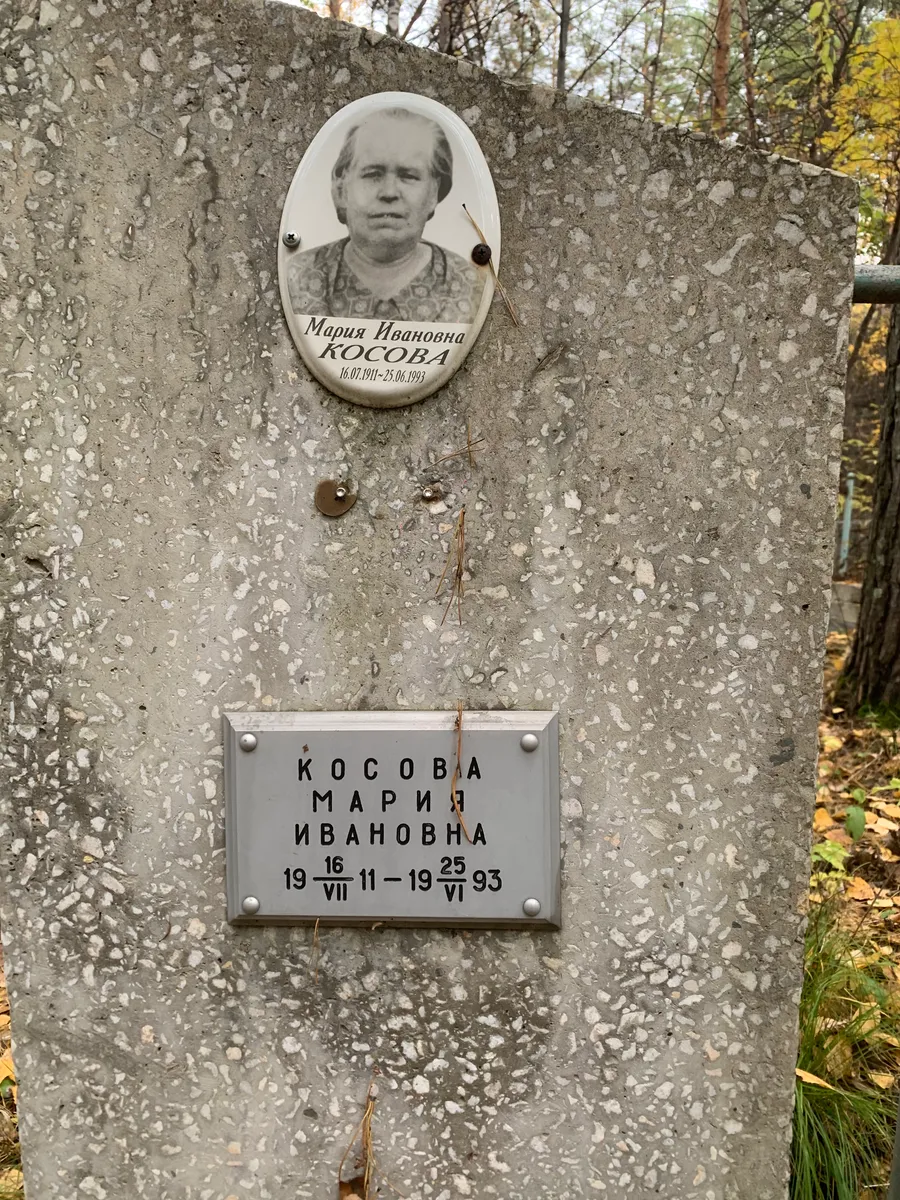 Мария Ивановна
КОСОВА
16.07.1911~25.06.1993
КОСОВА
МАРИЯ
ИВАНОВНА
19 16/VII 11 — 19 25/VI 93